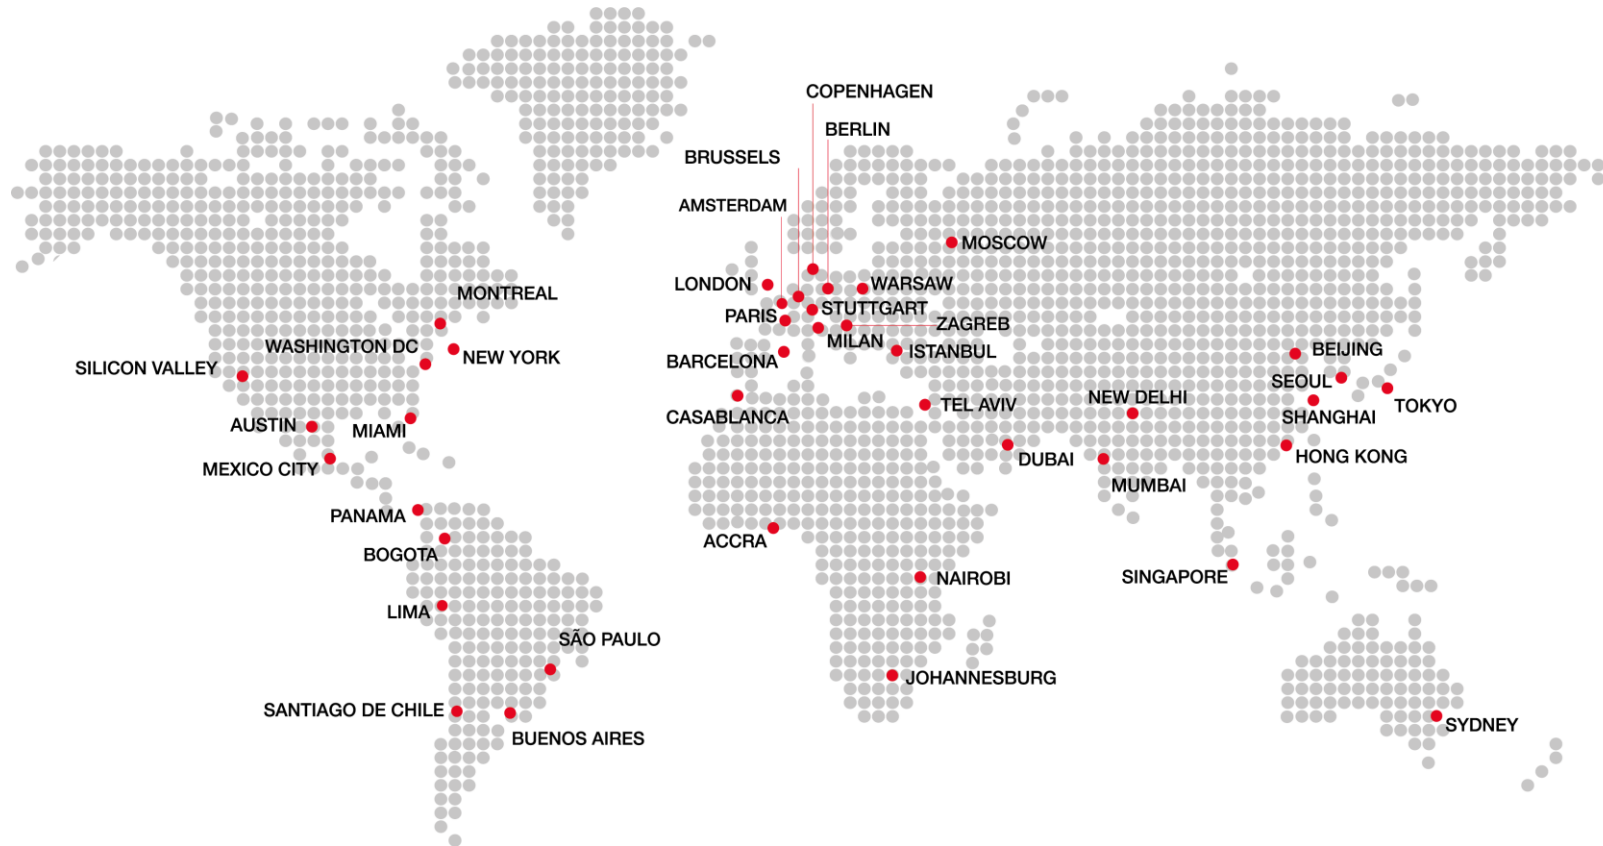 COPENHAGEN
BERLIN
BRUSSELS
AMSTERDAM
MOSCOW
LONDON
WARSAW
MONTREAL
STUTTGART
PARIS
ZAGREB
MILAN
WASHINGTON DC
NEW YORK
BARCELONA
ISTANBUL
BEIJING
SILICON VALLEY
SEOUL
NEW DELHI
TEL AVIV
TOKYO
CASABLANCA
SHANGHAI
AUSTIN
MIAMI
HONG KONG
DUBAI
MEXICO CITY
MUMBAI
PANAMA
ACCRA
BOGOTA
SINGAPORE
NAIROBI
LIMA
SÃO PAULO
JOHANNESBURG
SANTIAGO DE CHILE
SYDNEY
BUENOS AIRES